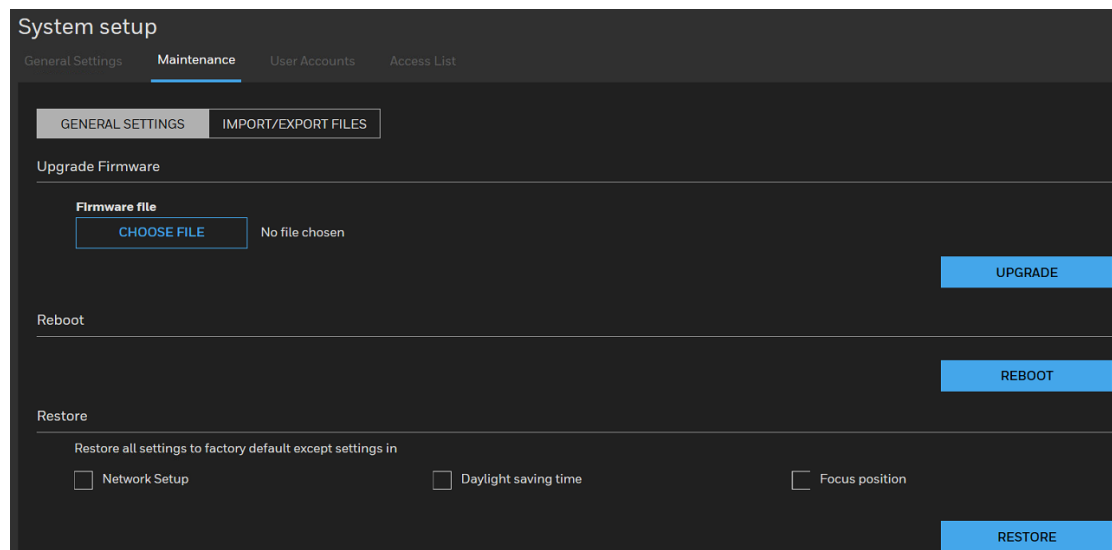 System setup
General Settings Maintenance User Accounts Access List
GENERAL SETTINGS IMPORT/EXPORT FILES
Upgrade Firmware
Firmware file
CHOOSE FILE No file chosen
UPGRADE
Reboot
REBOOT
Restore
Restore all settings to factory default except settings in
Network Setup Daylight saving time Focus position
RESTORE